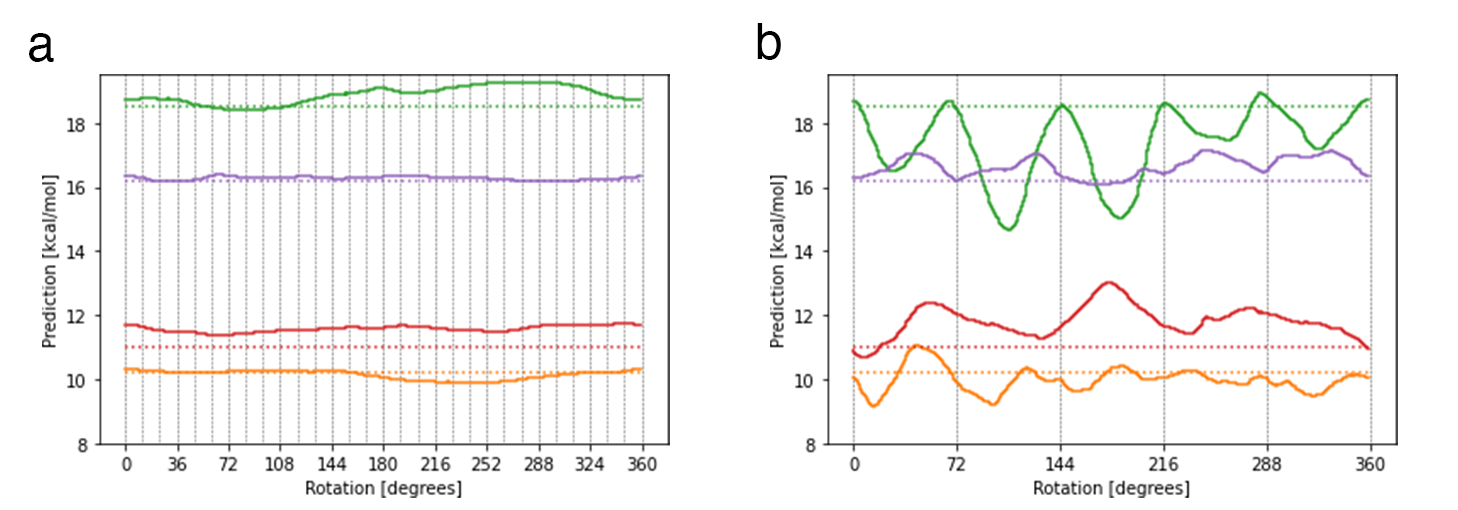 a
18
16
14
12
10
8
Prediction [kcal/mol]
0 36 72 108 144 180 216 252 288 324 360
Rotation [degrees]
b
18
16
14
12
10
8
Prediction [kcal/mol]
0 72 144 216 288 360
Rotation [degrees]